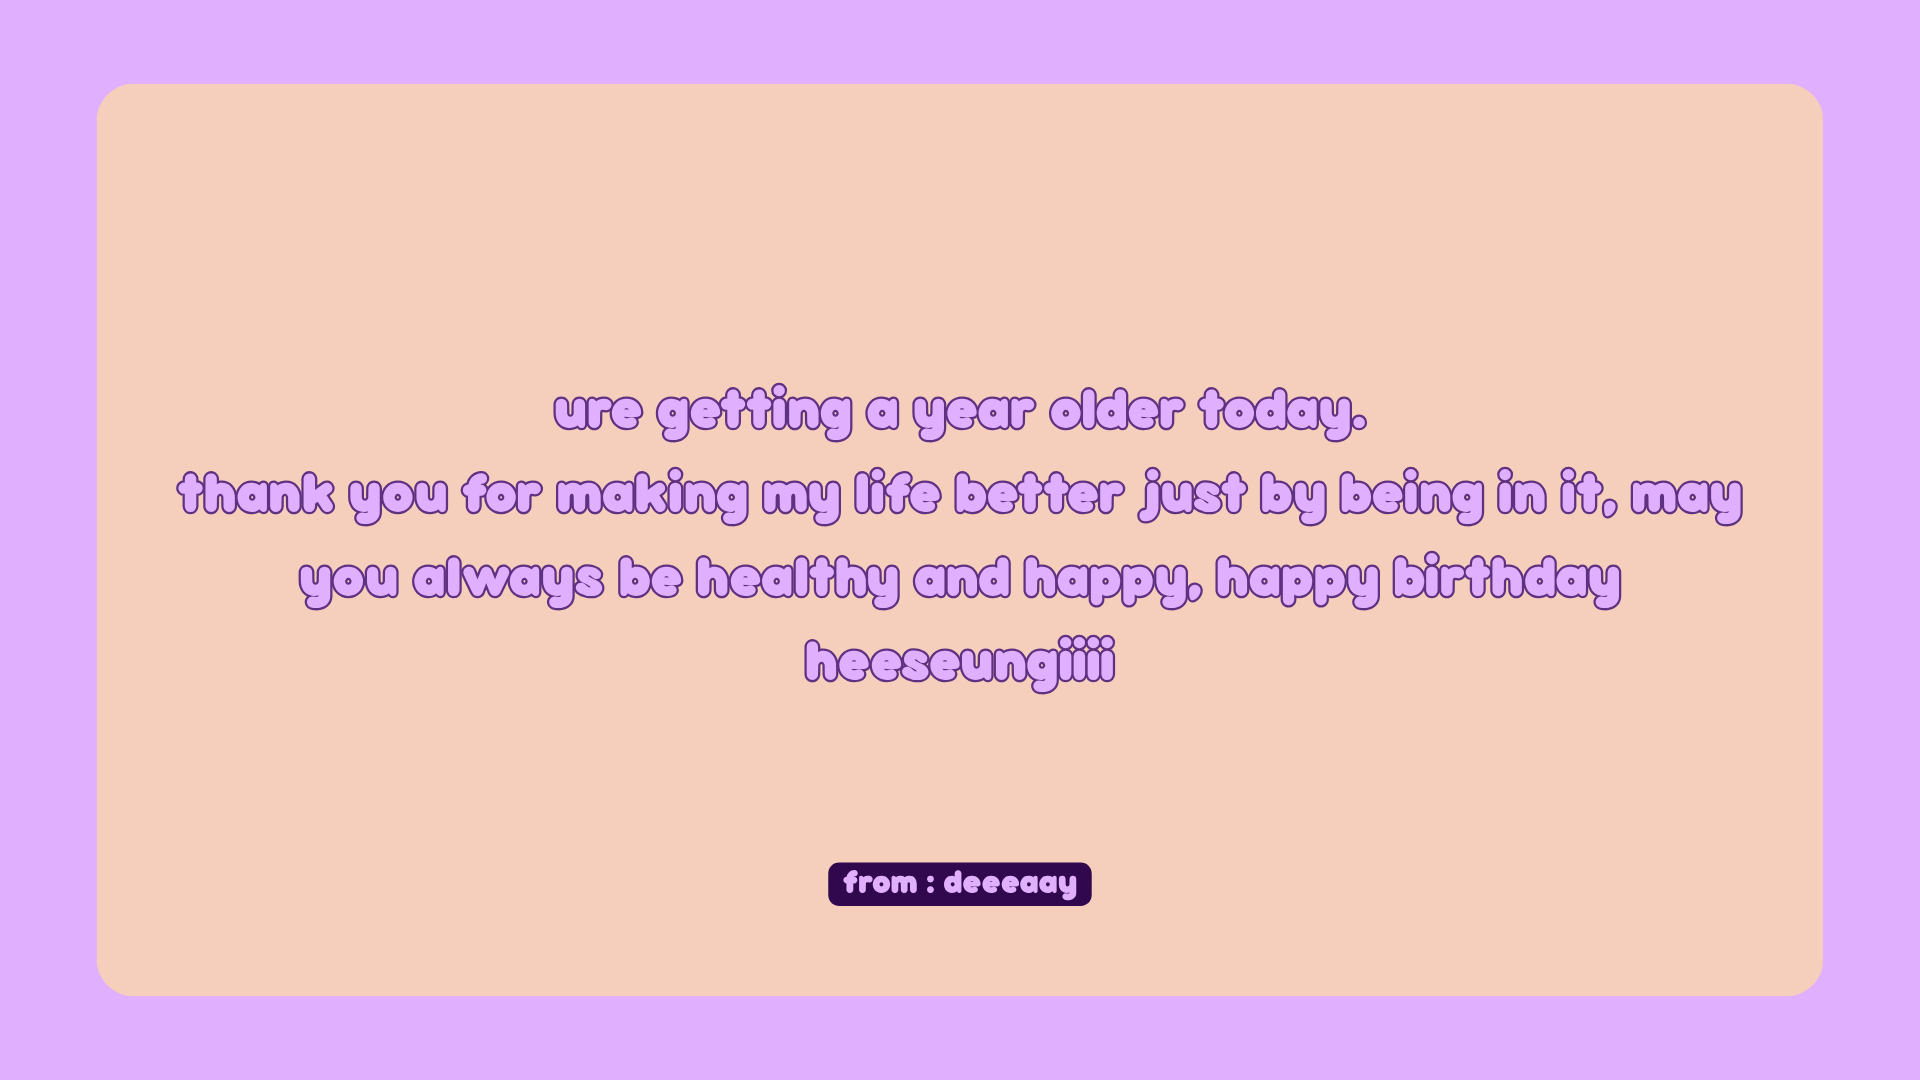 ure getting a year older today.
thank you for making my life better just by being in it, may
you always be healthy and happy, happy birthday
heeseungiiii
from : deeeaay